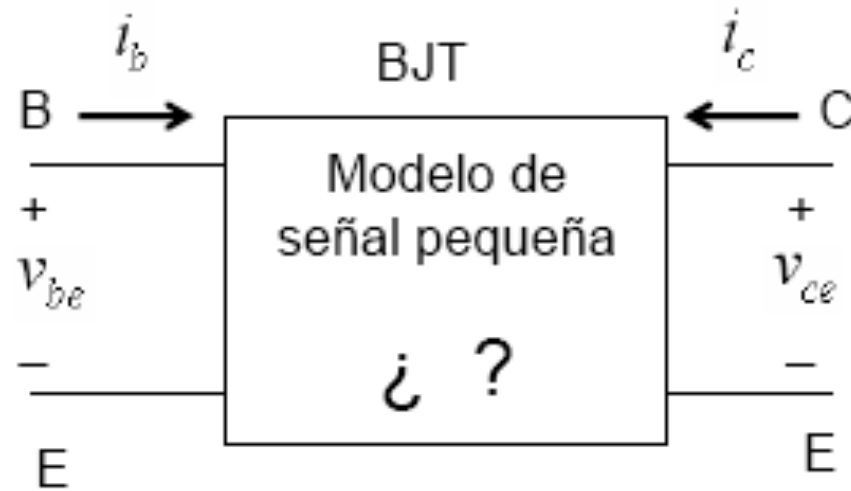 i_b
BJT
i_c
B
C
Modelo de
señal pequeña
+
+
v_be
v_ce
¿ ?
–
–
E
E